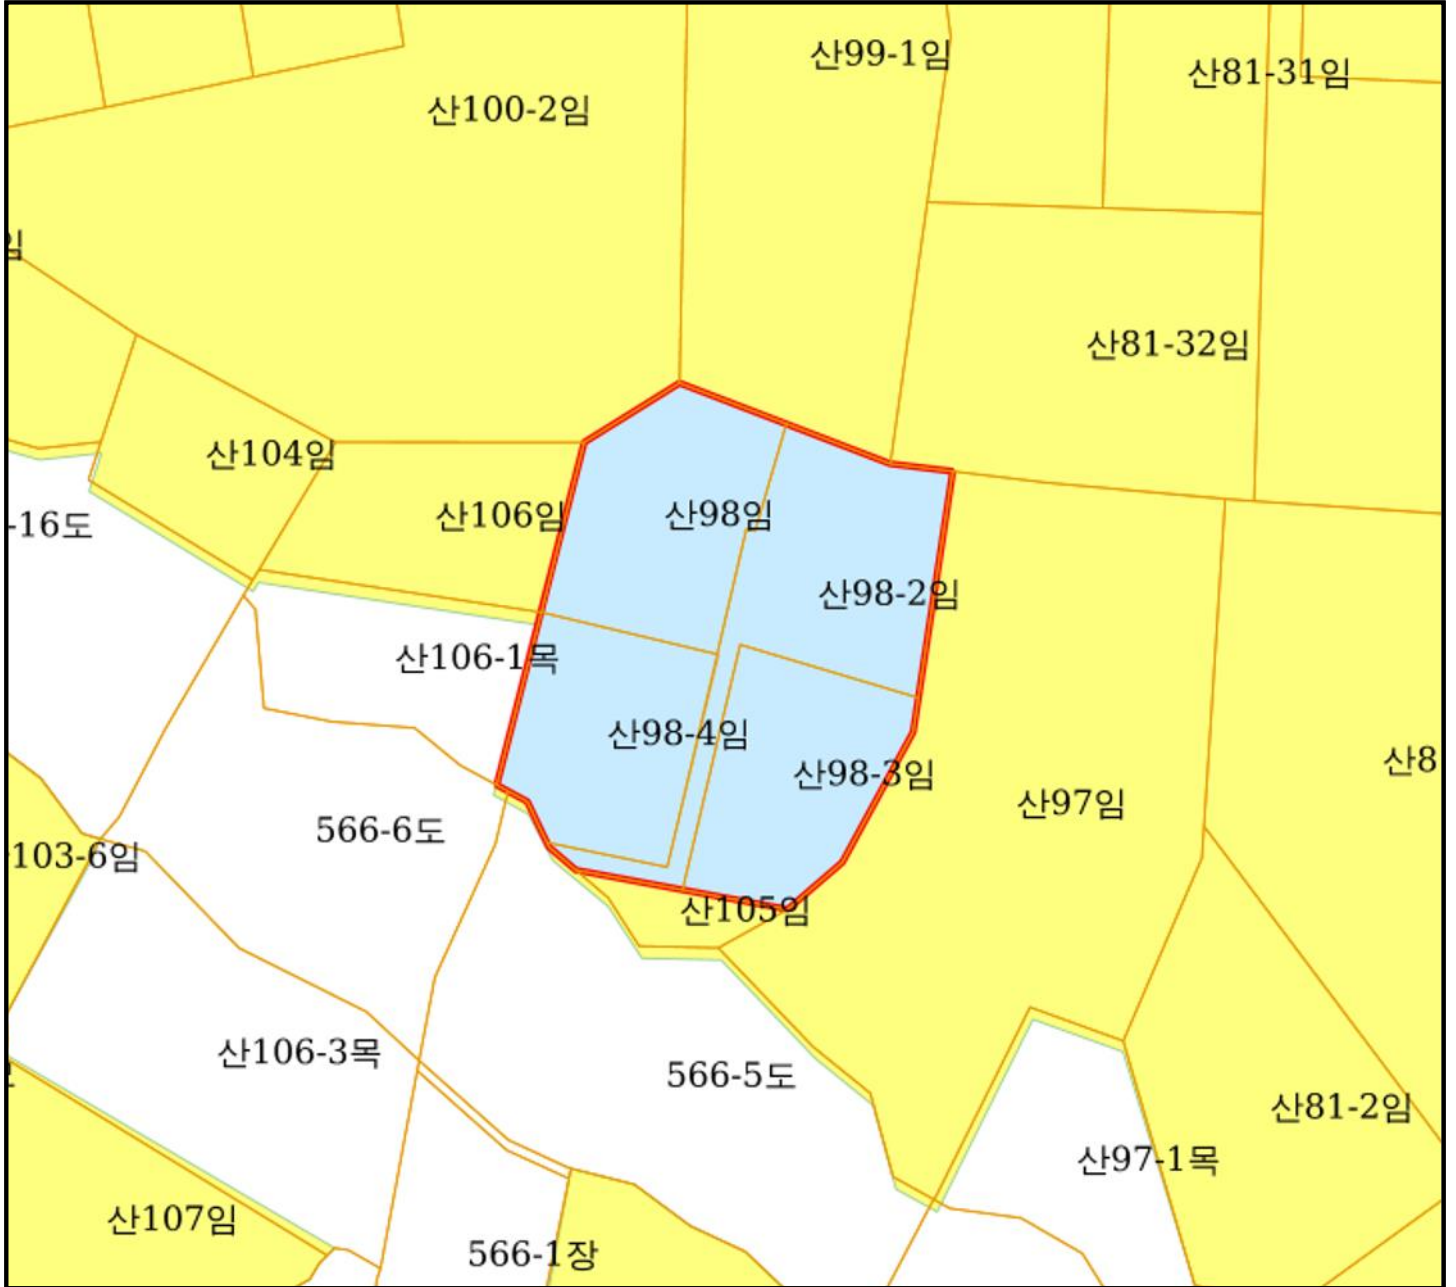 산99-1임
산81-31임
산100-2임
임
산81-32임
산104임
산106임
산98임
-16도
산98-2임
산106-1목
산98-4임
산98-3임
산8
산97임
566-6도
103-6임
산105임
산106-3목
566-5도
산81-2임
산97-1목
산107임
566-1장